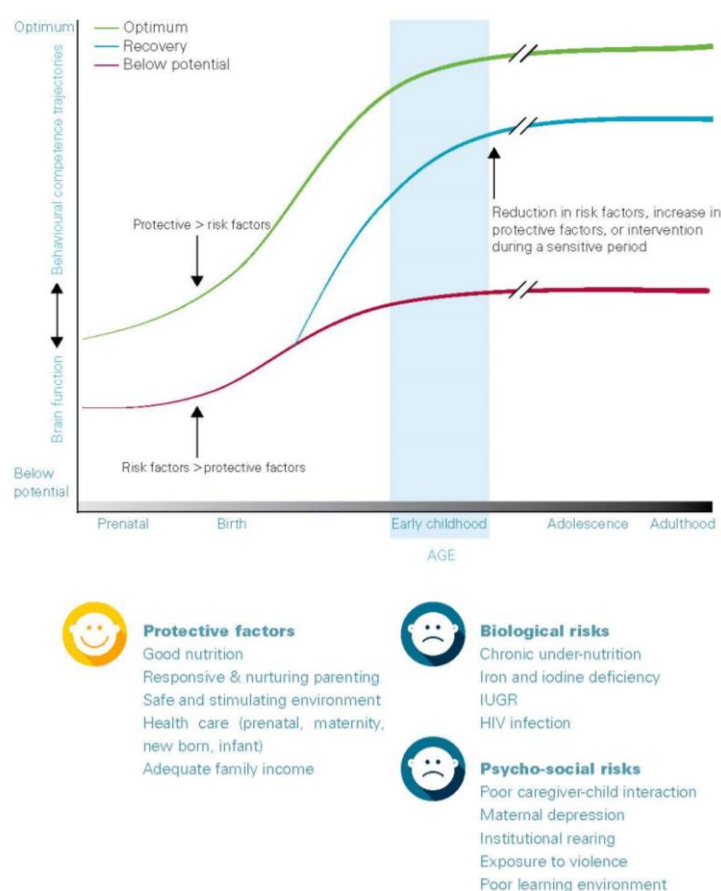 Optimum
Optimum
Recovery
Below potential
Behavioural competence trajectories
Brain function
Protective > risk factors
Reduction in risk factors, increase in
protective factors, or intervention
during a sensitive period
Risk factors > protective factors
Below
potential
Prenatal
Birth
Early childhood
Adolescence
Adulthood
AGE
Protective factors
Good nutrition
Responsive & nurturing parenting
Safe and stimulating environment
Health care (prenatal, maternity,
new born, infant)
Adequate family income
Biological risks
Chronic under-nutrition
Iron and iodine deficiency
IUGR
HIV infection
Psycho-social risks
Poor caregiver-child interaction
Maternal depression
Institutional rearing
Exposure to violence
Poor learning environment